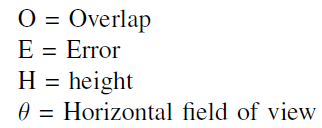 O = Overlap
E = Error
H = height
θ = Horizontal field of view